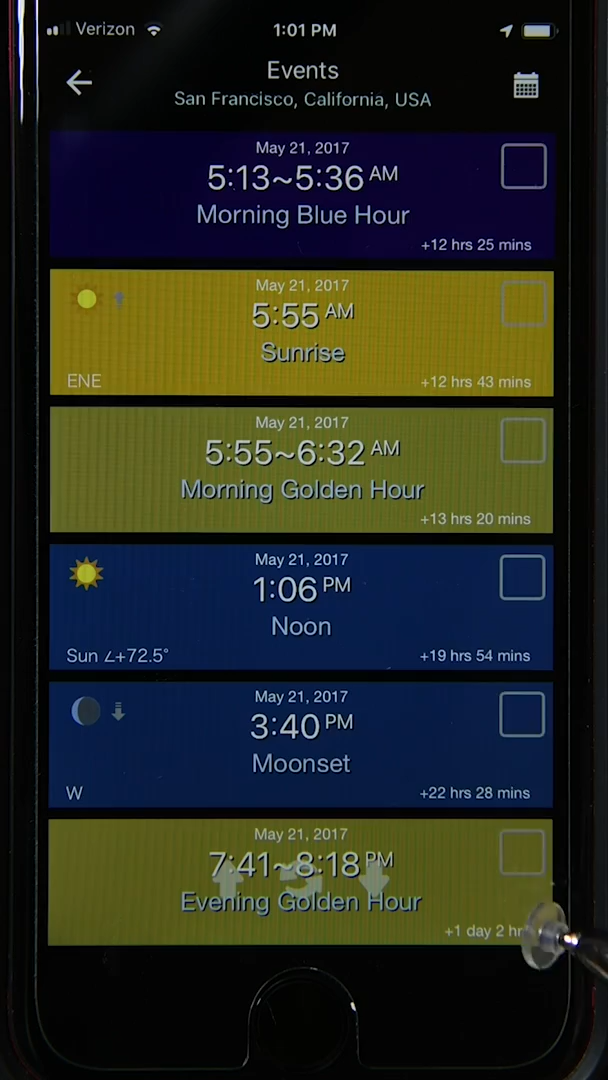 Verizon 1:01 PM
Events
San Francisco, California, USA
May 21, 2017
5:13~5:36 AM
Morning Blue Hour
+12 hrs 25 mins
May 21, 2017
5:55 AM
Sunrise
ENE
+12 hrs 43 mins
May 21, 2017
5:55~6:32 AM
Morning Golden Hour
+13 hrs 20 mins
May 21, 2017
1:06 PM
Noon
Sun ∠+72.5°
+19 hrs 54 mins
May 21, 2017
3:40 PM
Moonset
W
+22 hrs 28 mins
May 21, 2017
7:41~8:18 PM
Evening Golden Hour
+1 day 2 hr